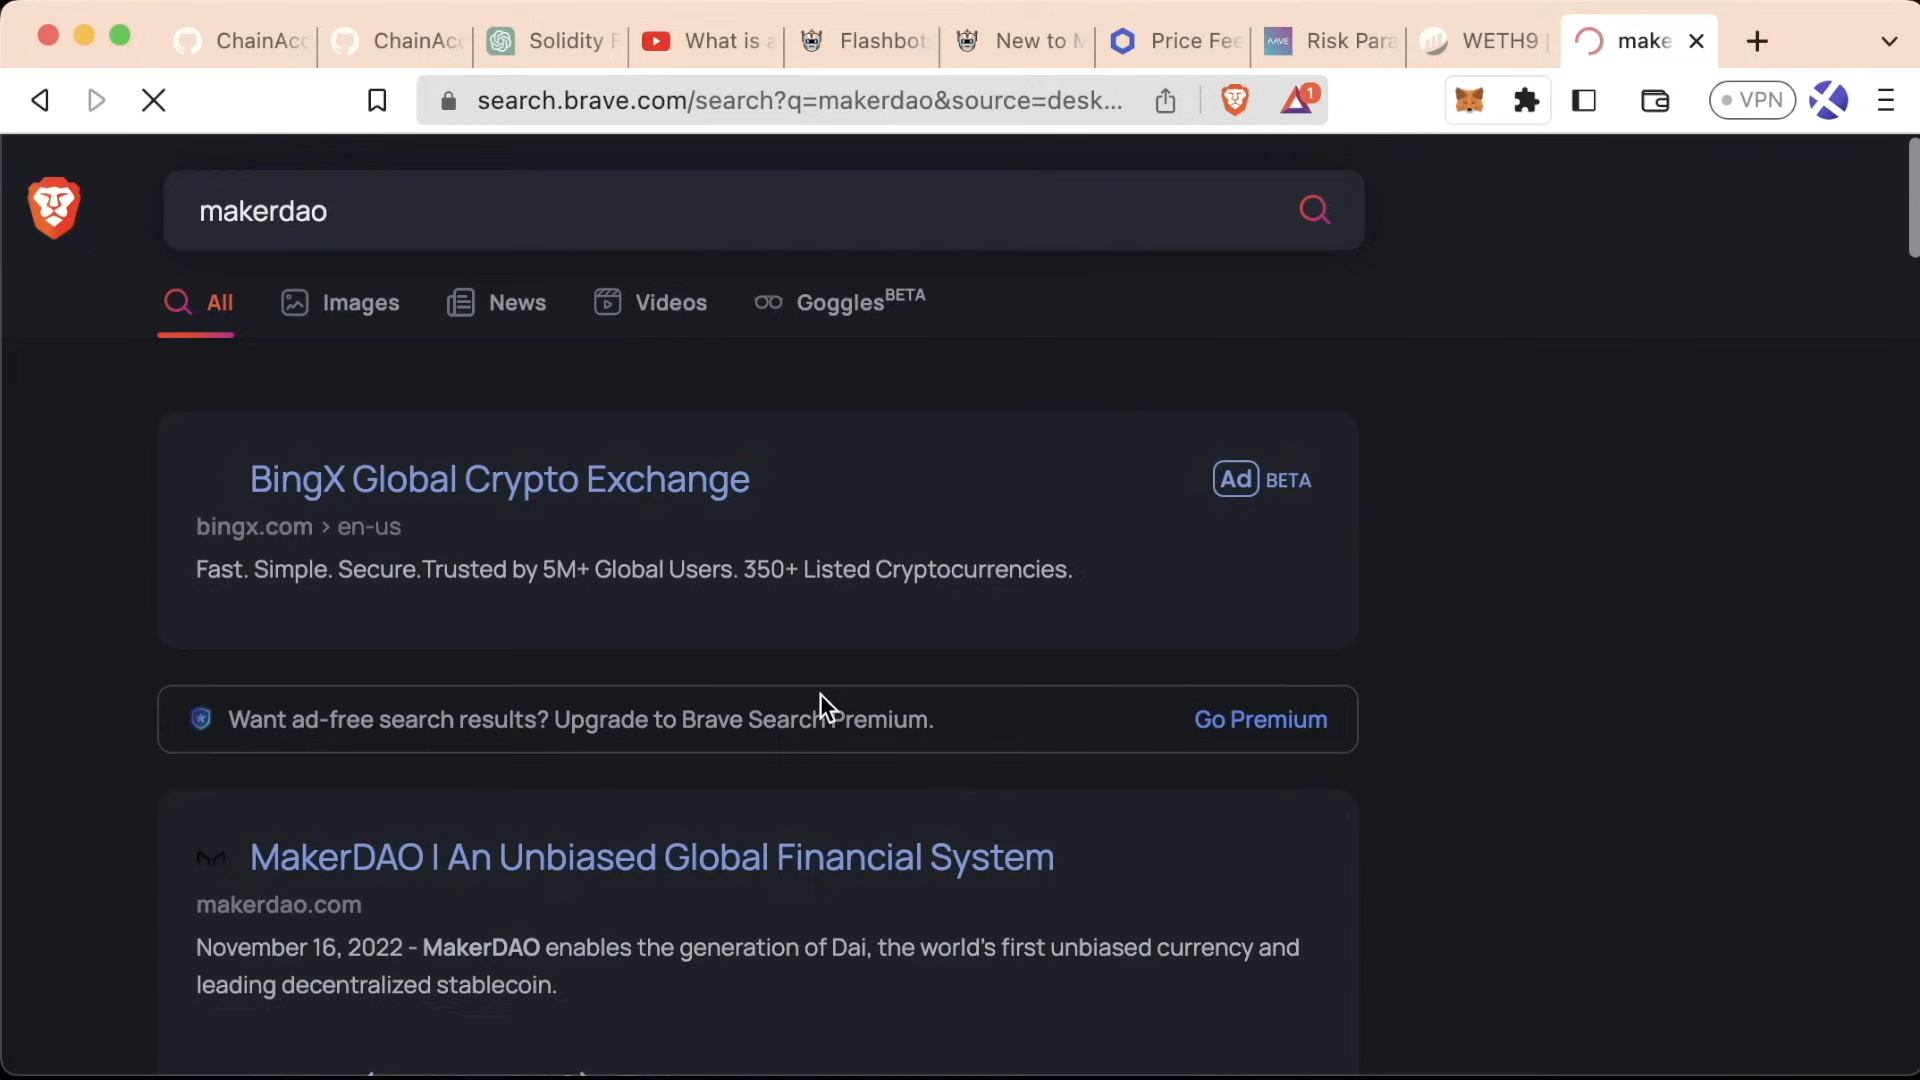 ChainAcc
ChainAcc
Solidity F
What is a
Flashbot
New to M
Price Fee
AAVE
Risk Para
WETH9 |
make
search.brave.com/search?q=makerdao&source=desk...
1
VPN
makerdao
All
Images
News
Videos
Goggles BETA
BingX Global Crypto Exchange
Ad BETA
bingx.com › en-us
Fast. Simple. Secure.Trusted by 5M+ Global Users. 350+ Listed Cryptocurrencies.
Want ad-free search results? Upgrade to Brave Search Premium.
Go Premium
MakerDAO | An Unbiased Global Financial System
makerdao.com
November 16, 2022 - MakerDAO enables the generation of Dai, the world's first unbiased currency and
leading decentralized stablecoin.